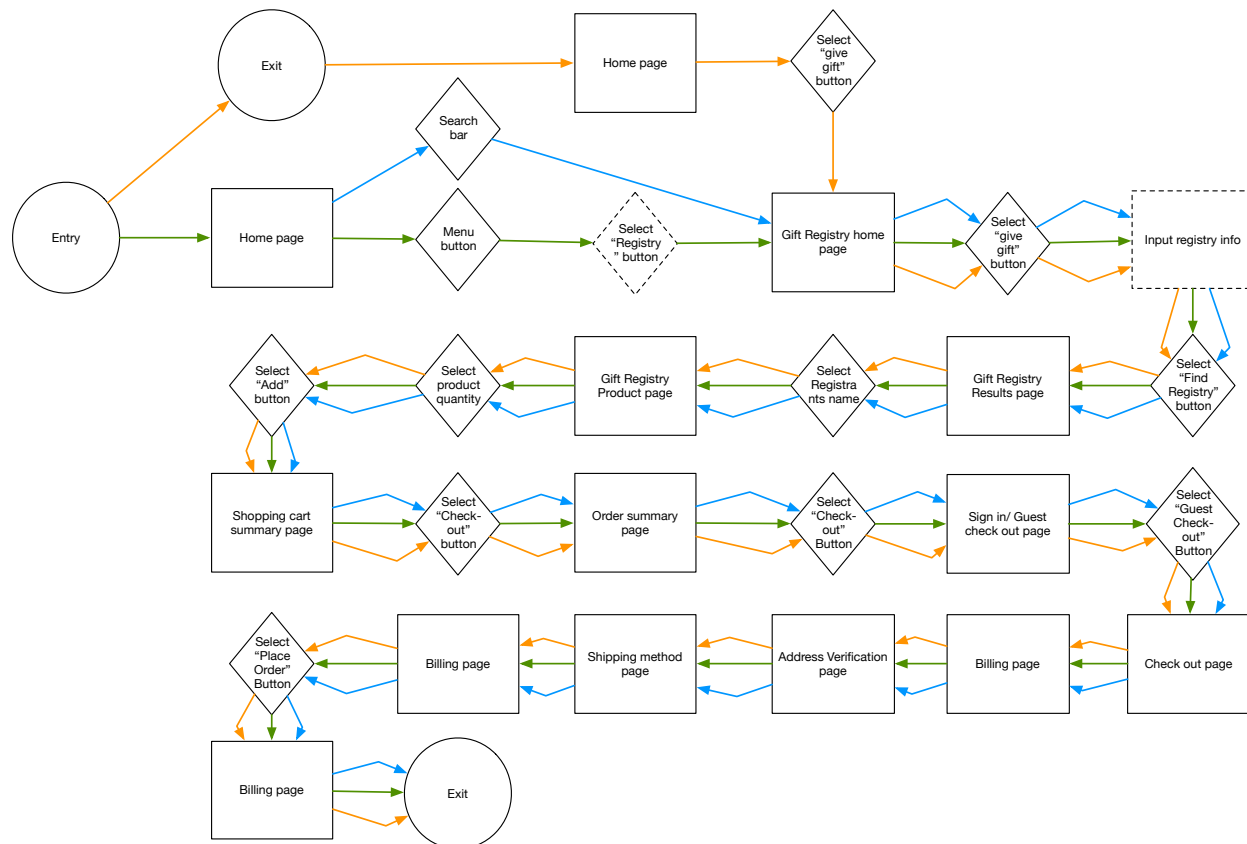 Exit
Home page
Select
“give
gift”
button
Search
bar
Entry
Home page
Menu
button
Select
“Registry
” button
Gift Registry home
page
Select
“give
gift”
button
Input registry info
Select
“Add”
button
Select
product
quantity
Gift Registry
Product page
Select
Registra
nts name
Gift Registry
Results page
Select
“Find
Registry”
button
Shopping cart
summary page
Select
“Check-
out”
button
Order summary
page
Select
“Check-
out”
Button
Sign in/ Guest
check out page
Select
“Guest
Check-
out”
Button
Select
“Place
Order”
Button
Billing page
Shipping method
page
Address Verification
page
Billing page
Check out page
Billing page
Exit